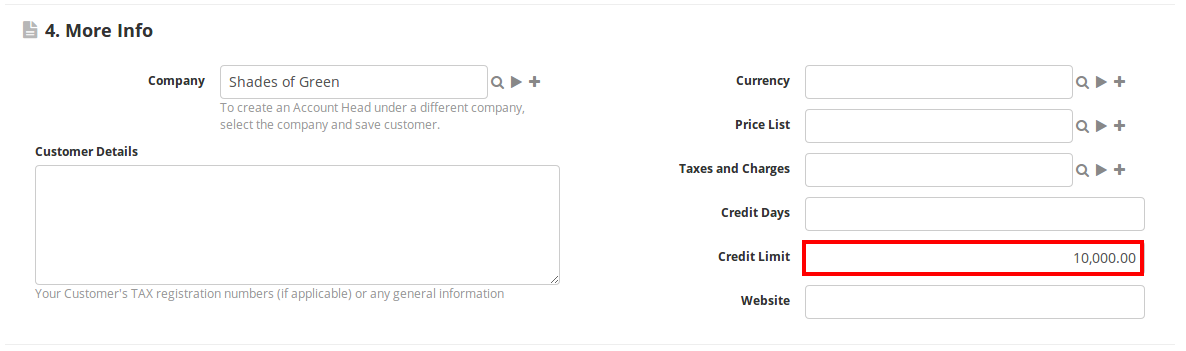 4. More Info
Company
Shades of Green
To create an Account Head under a different company,
select the company and save customer.
Customer Details
Your Customer's TAX registration numbers (if applicable) or any general information
Currency
Price List
Taxes and Charges
Credit Days
Credit Limit
10,000.00
Website